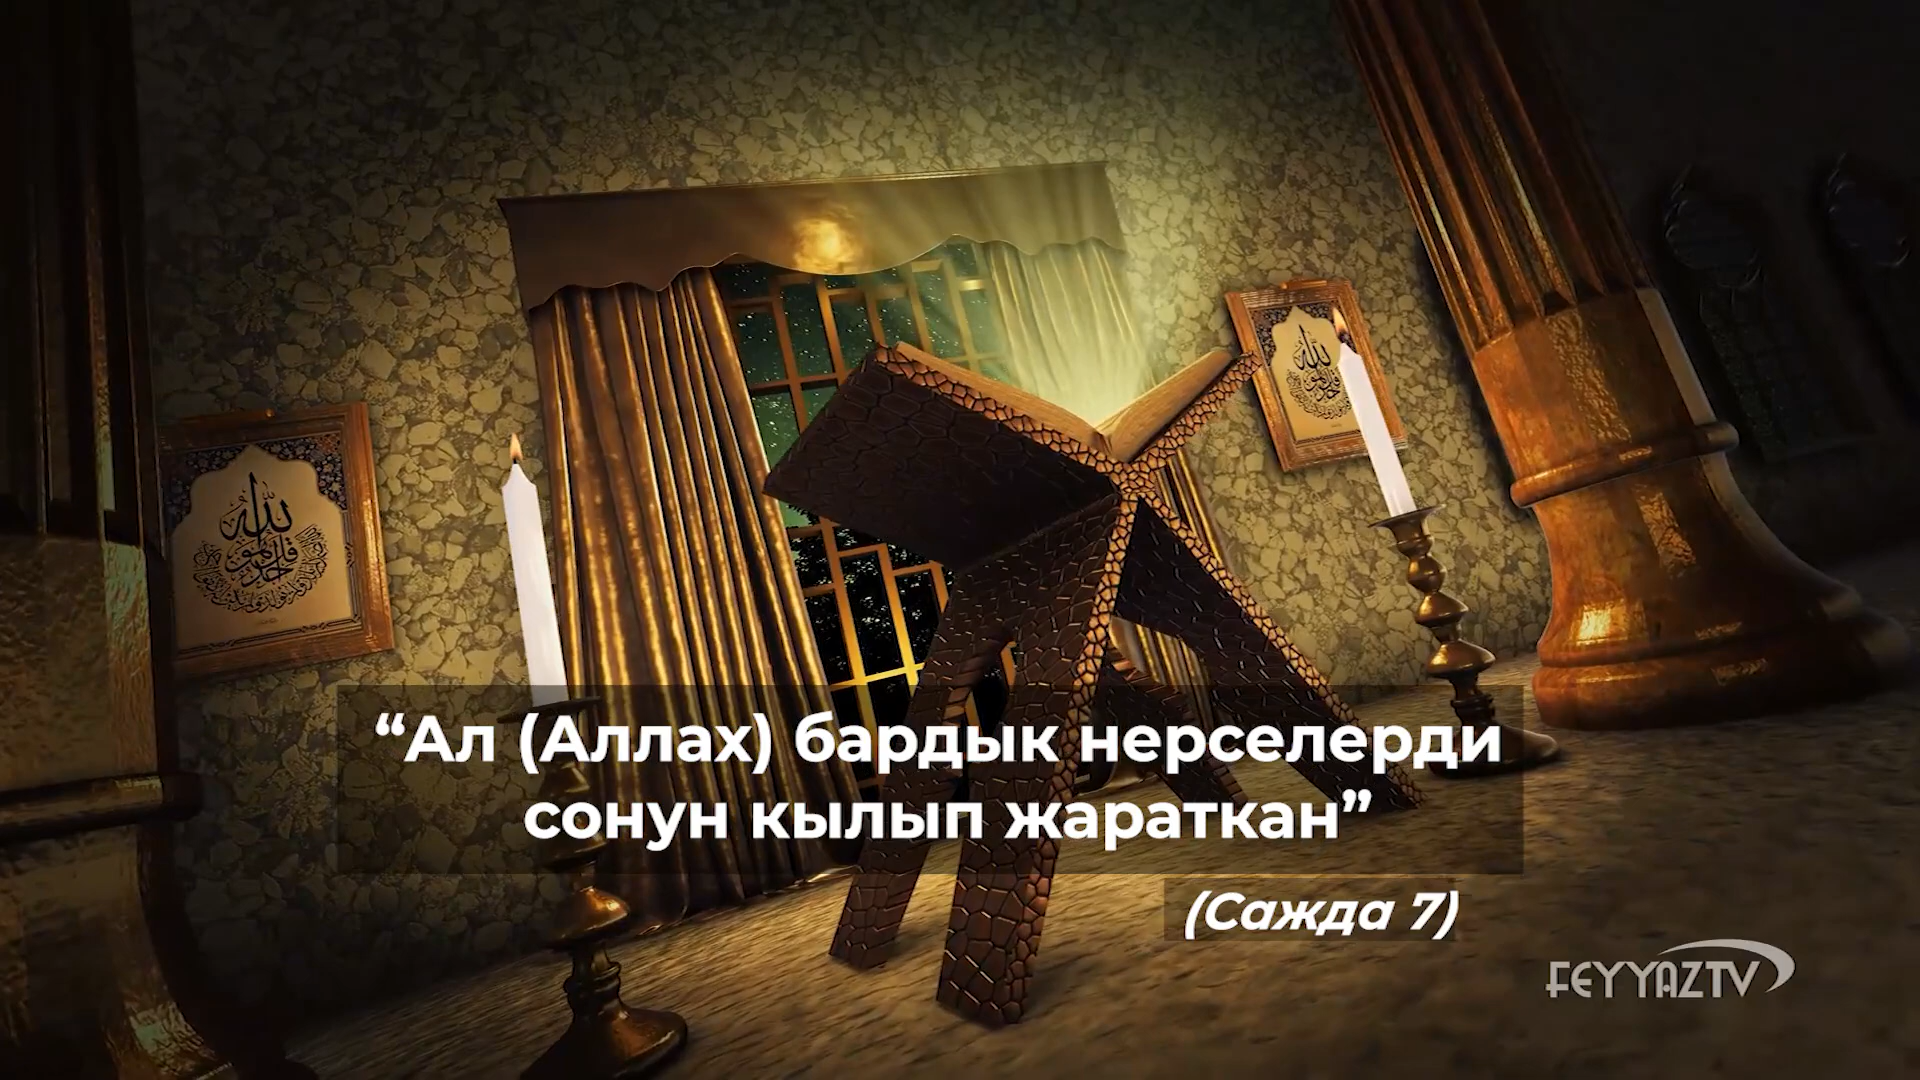 “Ал (Аллах) бардык нерселерди
сонун кылып жараткан”
(Сажда 7)
FEYYAZTV